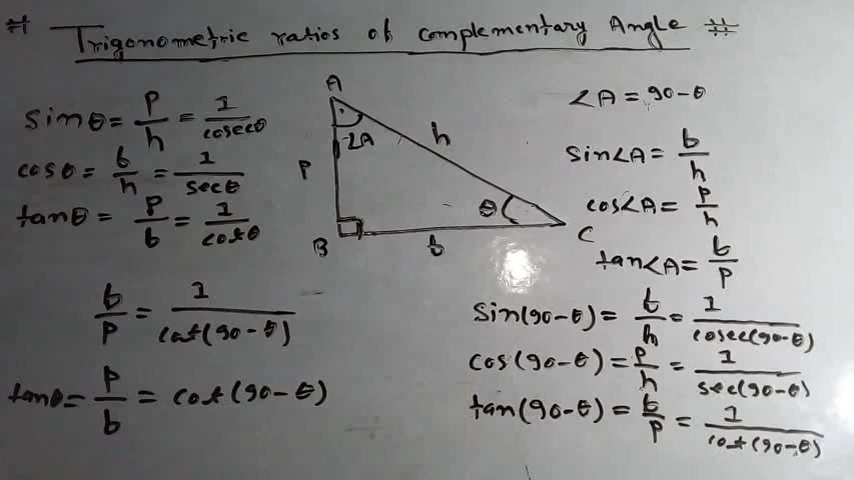 # Trigonometric ratios of complementary Angle #
sinθ = p/h = 1/cosecθ
cosθ = b/h = 1/secθ
tanθ = p/b = 1/cotθ
b/p = 1/cot(90-θ)
tanθ = p/b = cot(90-θ)
A
∠A
h
P
θ
B
b
C
∠A = 90-θ
sin∠A = b/h
cos∠A = p/h
tan∠A = b/p
sin(90-θ) = b/h = 1/cosec(90-θ)
cos(90-θ) = p/h = 1/sec(90-θ)
tan(90-θ) = b/p = 1/cot(90-θ)